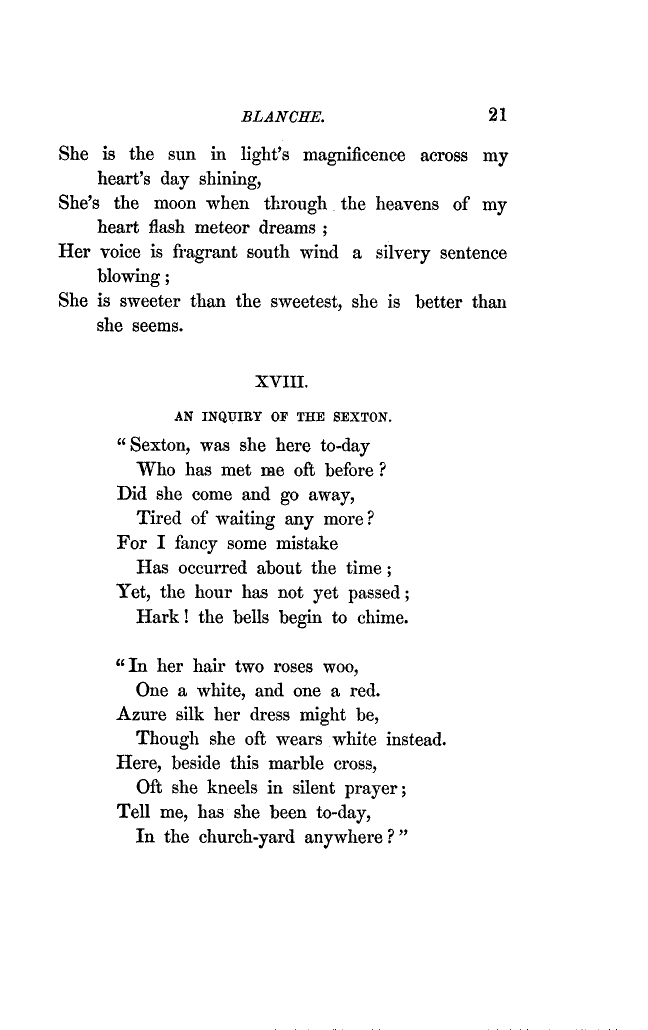 BLANCHE. 21
She is the sun in light's magnificence across my
heart's day shining,
She's the moon when through the heavens of my
heart flash meteor dreams ;
Her voice is fragrant south wind a silvery sentence
blowing ;
She is sweeter than the sweetest, she is better than
she seems.
XVIII.
AN INQUIRY OF THE SEXTON.
“ Sexton, was she here to-day
Who has met me oft before ?
Did she come and go away,
Tired of waiting any more ?
For I fancy some mistake
Has occurred about the time ;
Yet, the hour has not yet passed ;
Hark ! the bells begin to chime.
“ In her hair two roses woo,
One a white, and one a red.
Azure silk her dress might be,
Though she oft wears white instead.
Here, beside this marble cross,
Oft she kneels in silent prayer ;
Tell me, has she been to-day,
In the church-yard anywhere ? ”